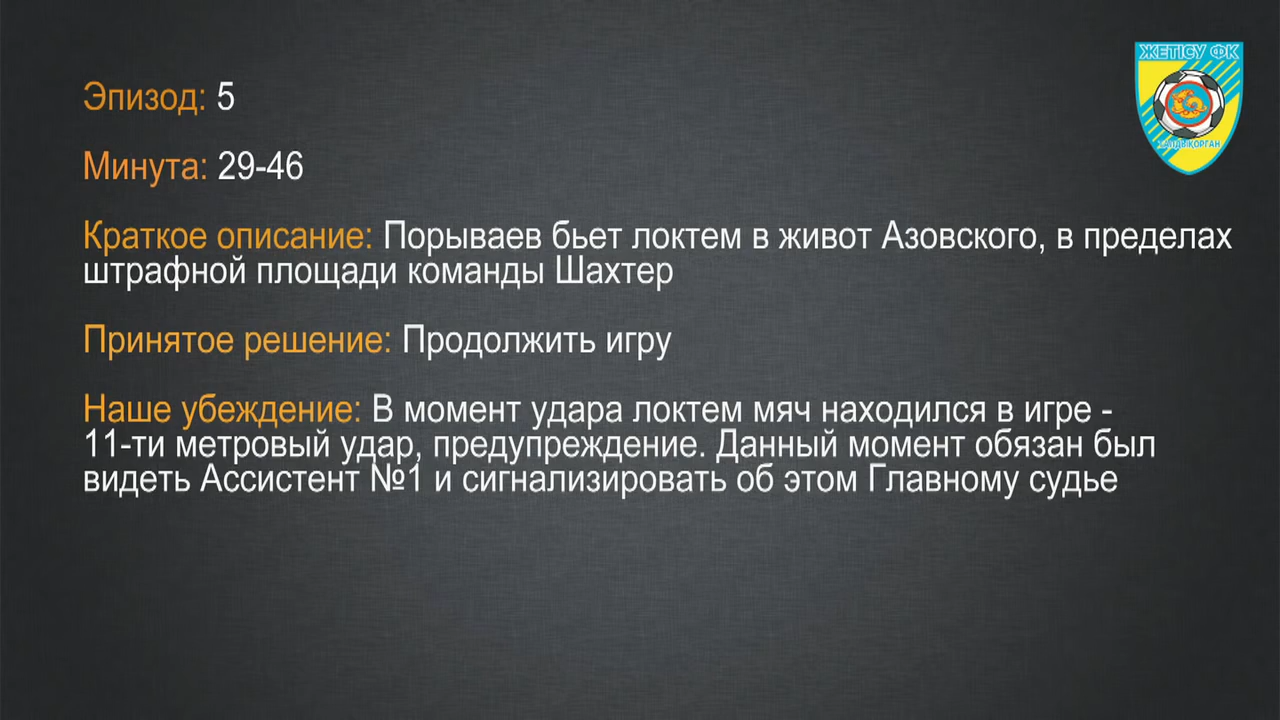 ЖЕТІСУ ФК
ТАЛДЫҚОРҒАН
Эпизод: 5
Минута: 29-46
Краткое описание: Порываев бьет локтем в живот Азовского, в пределах
штрафной площади команды Шахтер
Принятое решение: Продолжить игру
Наше убеждение: В момент удара локтем мяч находился в игре -
11-ти метровый удар, предупреждение. Данный момент обязан был
видеть Ассистент №1 и сигнализировать об этом Главному судье